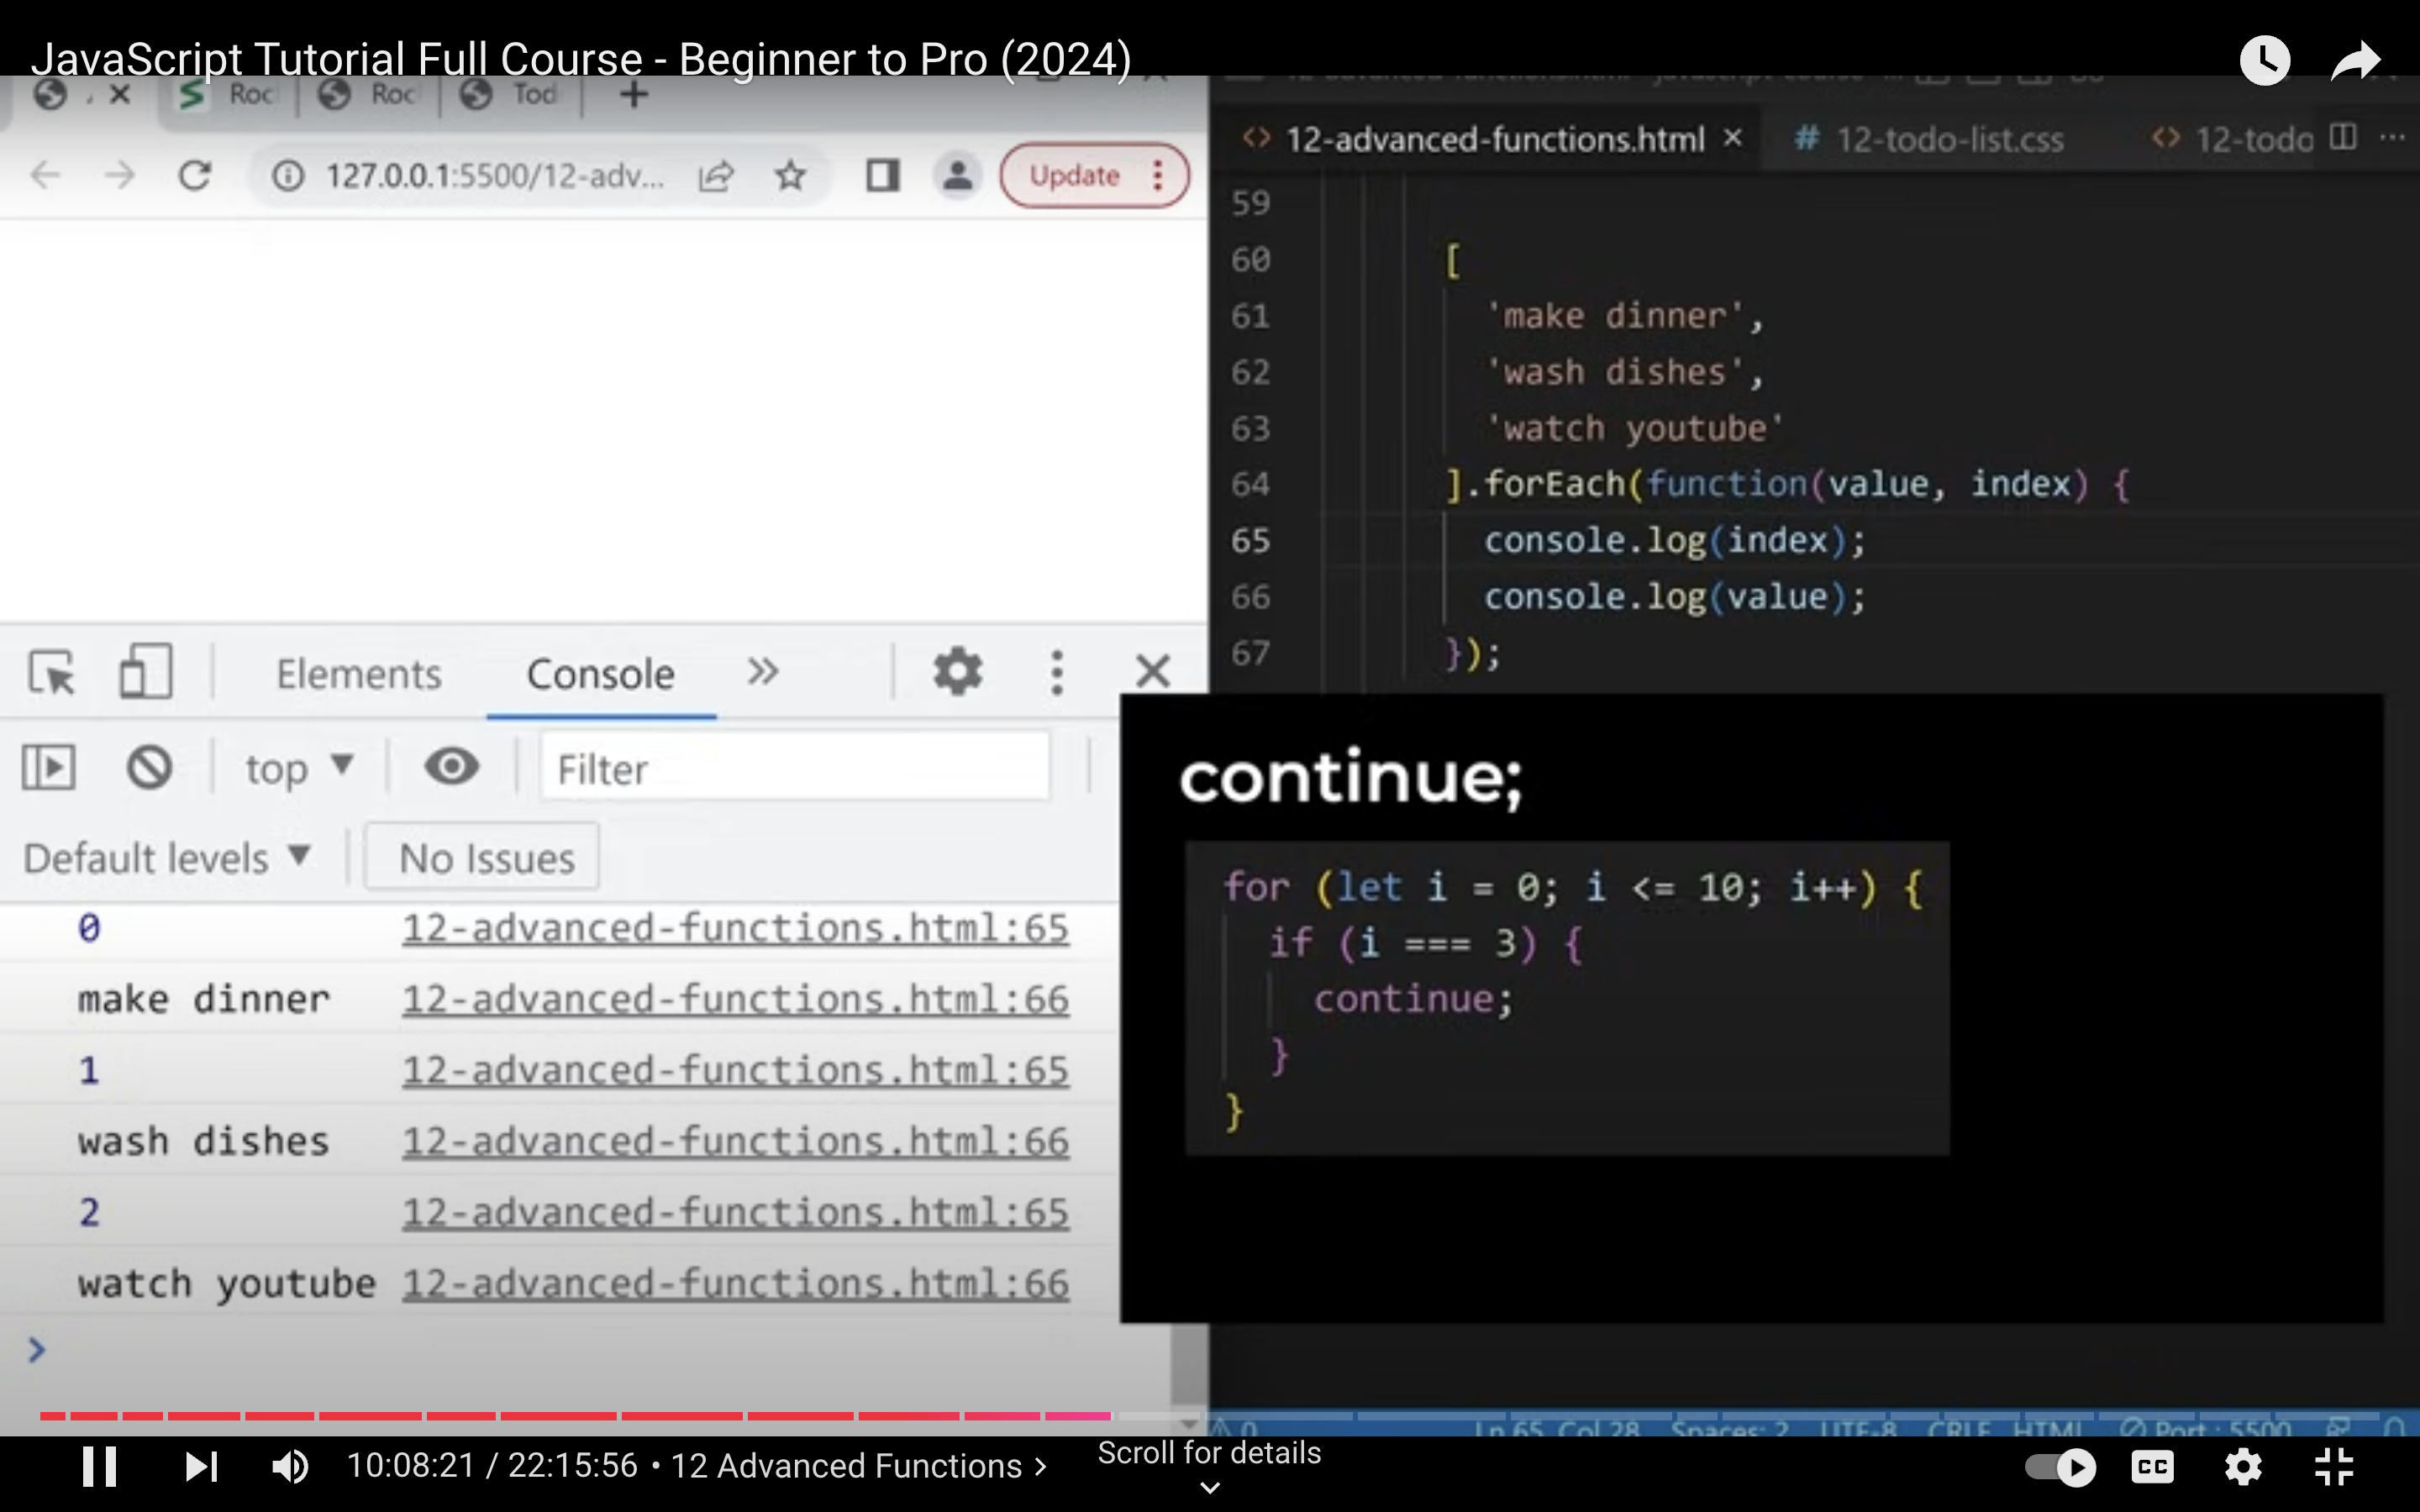 JavaScript Tutorial Full Course - Beginner to Pro (2024)
Roc
Roc
Tod
127.0.0.1:5500/12-adv...
Update
Elements
Console
top
Filter
Default levels
No Issues
0 12-advanced-functions.html:65
make dinner 12-advanced-functions.html:66
1 12-advanced-functions.html:65
wash dishes 12-advanced-functions.html:66
2 12-advanced-functions.html:65
watch youtube 12-advanced-functions.html:66
12-advanced-functions.html
12-todo-list.css
12-todo
59
60 [
61 'make dinner',
62 'wash dishes',
63 'watch youtube'
64 ].forEach(function(value, index) {
65 console.log(index);
66 console.log(value);
67 });
continue;
for (let i = 0; i <= 10; i++) {
if (i === 3) {
continue;
}
}
0 Ln 65, Col 28 Spaces: 2 UTF-8 CRLF HTML Port : 5500
10:08:21 / 22:15:56 • 12 Advanced Functions
Scroll for details
CC